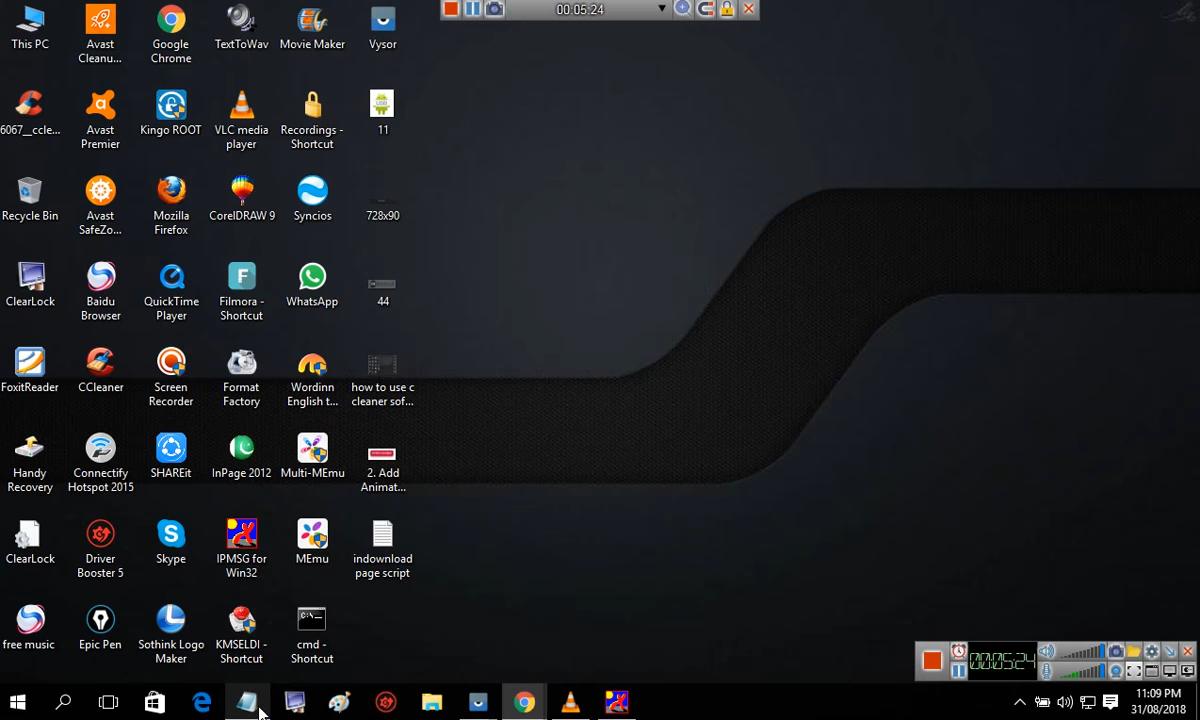 00:05:24
This PC
Avast
Cleanu...
Google
Chrome
TextToWav
Movie Maker
Vysor
6067__ccle...
Avast
Premier
Kingo ROOT
VLC media
player
Recordings -
Shortcut
11
Recycle Bin
Avast
SafeZo...
Mozilla
Firefox
CorelDRAW 9
Syncios
728x90
ClearLock
Baidu
Browser
QuickTime
Player
Filmora -
Shortcut
WhatsApp
44
FoxitReader
CCleaner
Screen
Recorder
Format
Factory
Wordinn
English t...
how to use c
cleaner sof...
Handy
Recovery
Connectify
Hotspot 2015
SHAREit
InPage 2012
Multi-MEmu
2. Add
Animat...
ClearLock
Driver
Booster 5
Skype
IPMSG for
Win32
MEmu
indownload
page script
free music
Epic Pen
Sothink Logo
Maker
KMSELDI -
Shortcut
cmd -
Shortcut
00:05:24
11:09 PM
31/08/2018